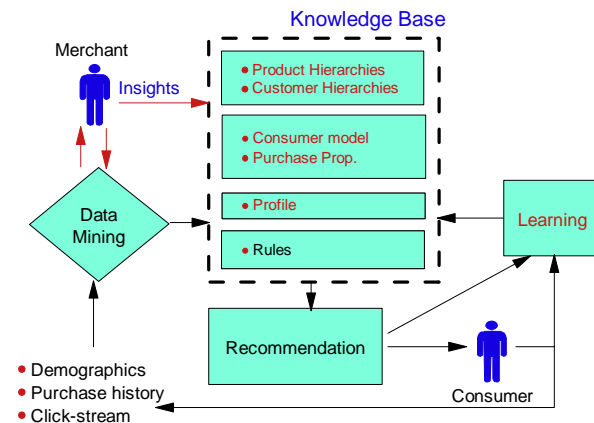 Knowledge Base
Merchant
Insights
• Product Hierarchies
• Customer Hierarchies
• Consumer model
• Purchase Prop.
• Profile
• Rules
Data
Mining
Learning
Recommendation
Consumer
• Demographics
• Purchase history
• Click-stream